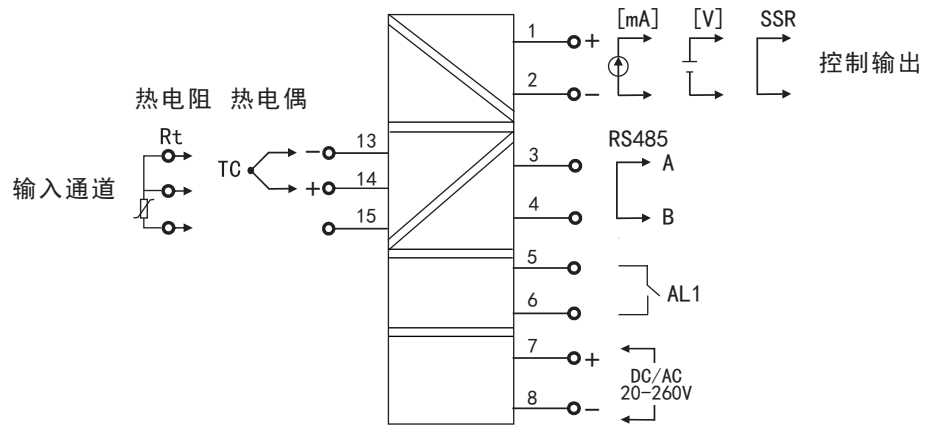 [mA] [V] SSR
1 +
2 −
控制输出
热电阻 热电偶
Rt
TC
− 13
+ 14
15
输入通道
RS485
3 A
4 B
5
6
AL1
7 +
DC/AC
20-260V
8 −